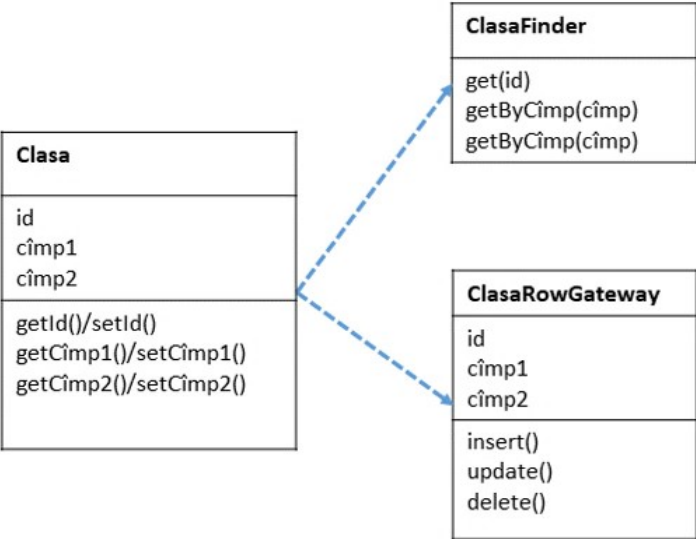 Clasa
id
cîmp1
cîmp2
getId()/setId()
getCîmp1()/setCîmp1()
getCîmp2()/setCîmp2()
ClasaFinder
get(id)
getByCîmp(cîmp)
getByCîmp(cîmp)
ClasaRowGateway
id
cîmp1
cîmp2
insert()
update()
delete()